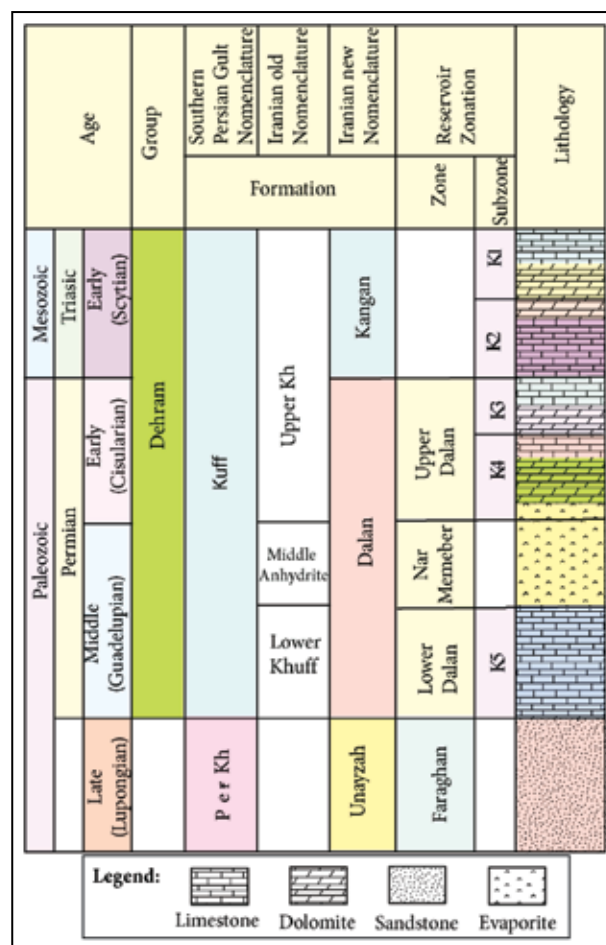 Age
Group
Southern
Persian Gult
Nomenclature
Iranian old
Nomenclature
Iranian new
Nomenclature
Reservoir
Zonation
Lithology
Formation
Zone
Subzone
Mesozoic
Triasic
Early
(Scytian)
Dehram
Kuff
Upper Kh
Kangan
K1
K2
Paleozoic
Permian
Early
(Cisularian)
Dalan
Upper
Dalan
K3
K4
Middle
(Guadelupian)
Middle
Anhydrite
Nar
Memeber
Lower
Khuff
Lower
Dalan
K5
Late
(Lupongian)
P e r Kh
Unayzah
Faraghan
Legend:
Limestone
Dolomite
Sandstone
Evaporite